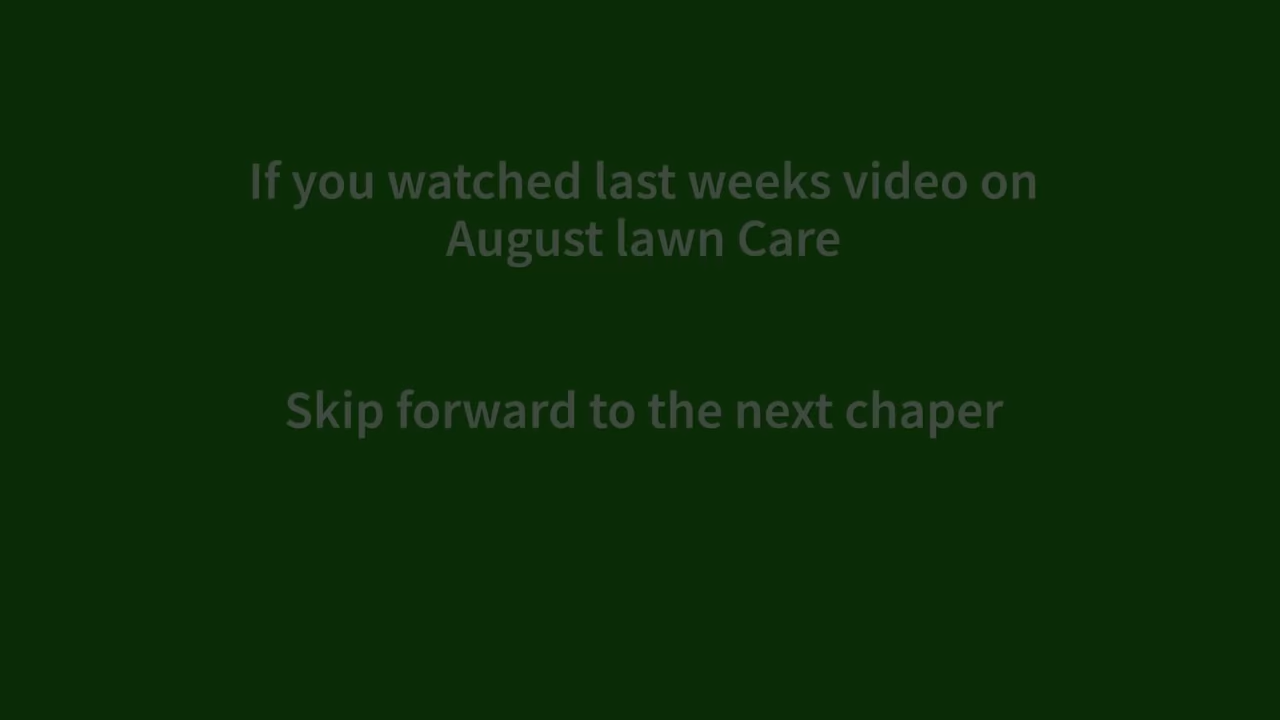 If you watched last weeks video on
August lawn Care
Skip forward to the next chaper